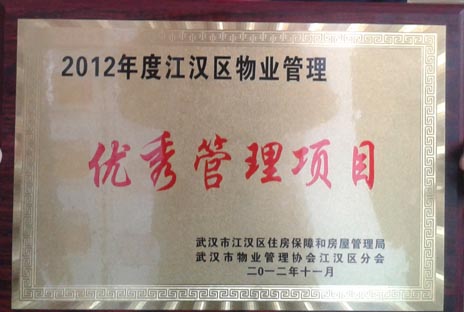 2012年度江汉区物业管理
优秀管理项目
武汉市江汉区住房保障和房屋管理局
武汉市物业管理协会江汉区分会
二〇一二年十一月